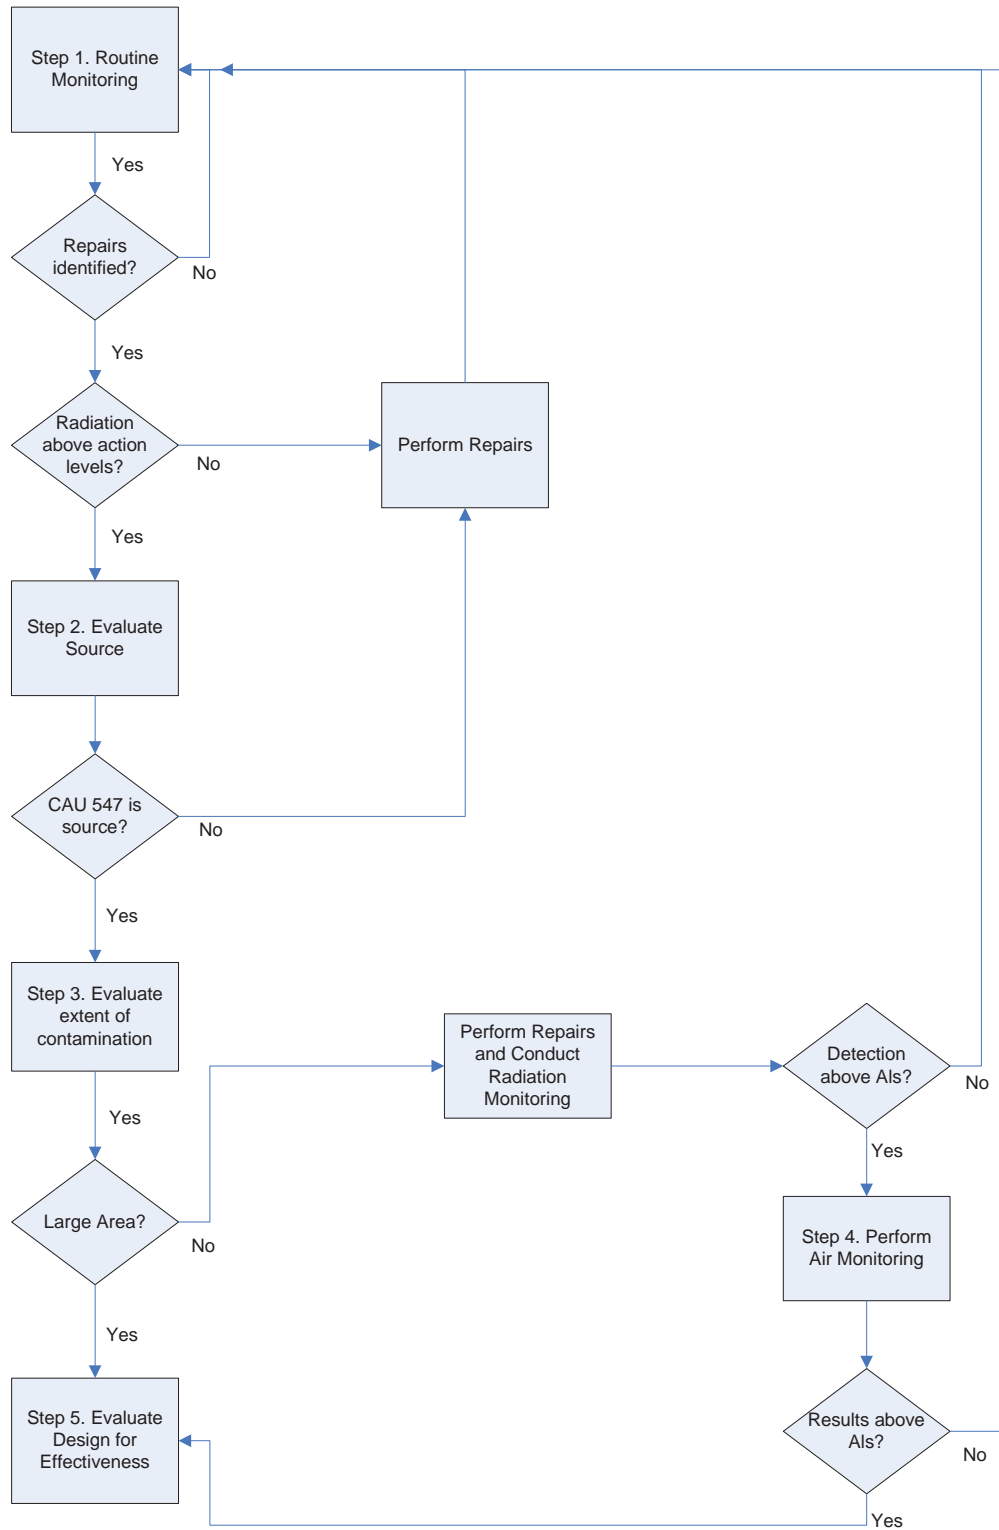 Step 1. Routine
Monitoring
Yes
Repairs
identified?
No
Yes
Radiation
above action
levels?
No
Perform Repairs
Yes
Step 2. Evaluate
Source
CAU 547 is
source?
No
Yes
Step 3. Evaluate
extent of
contamination
Perform Repairs
and Conduct
Radiation
Monitoring
Detection
above Als?
No
Yes
Yes
Large Area?
No
Step 4. Perform
Air Monitoring
Yes
Step 5. Evaluate
Design for
Effectiveness
Results above
Als?
No
Yes